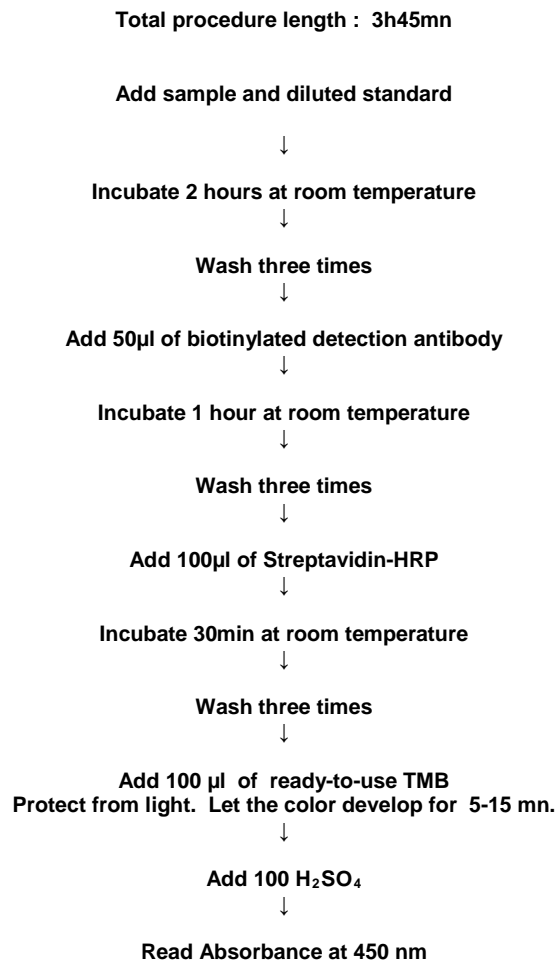 Total procedure length : 3h45mn
Add sample and diluted standard
↓
Incubate 2 hours at room temperature
↓
Wash three times
↓
Add 50µl of biotinylated detection antibody
↓
Incubate 1 hour at room temperature
↓
Wash three times
↓
Add 100µl of Streptavidin-HRP
↓
Incubate 30min at room temperature
↓
Wash three times
↓
Add 100 µl of ready-to-use TMB
Protect from light. Let the color develop for 5-15 mn.
↓
Add 100 H₂SO₄
↓
Read Absorbance at 450 nm